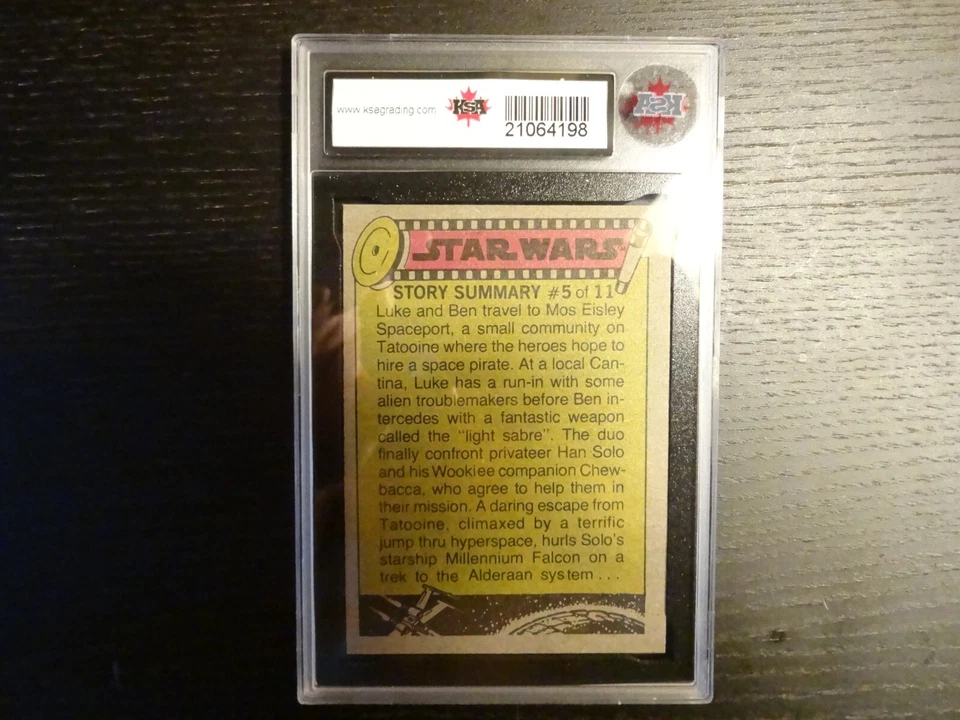 www.ksagrading.com KSA
21064198
KSA
STAR WARS
STORY SUMMARY #5 of 11
Luke and Ben travel to Mos Eisley
Spaceport, a small community on
Tatooine where the heroes hope to
hire a space pirate. At a local Can-
tina, Luke has a run-in with some
alien troublemakers before Ben in-
tercedes with a fantastic weapon
called the "light sabre". The duo
finally confront privateer Han Solo
and his Wookiee companion Chew-
bacca, who agree to help them in
their mission. A daring escape from
Tatooine, climaxed by a terrific
jump thru hyperspace, hurls Solo's
starship Millennium Falcon on a
trek to the Alderaan system . . .